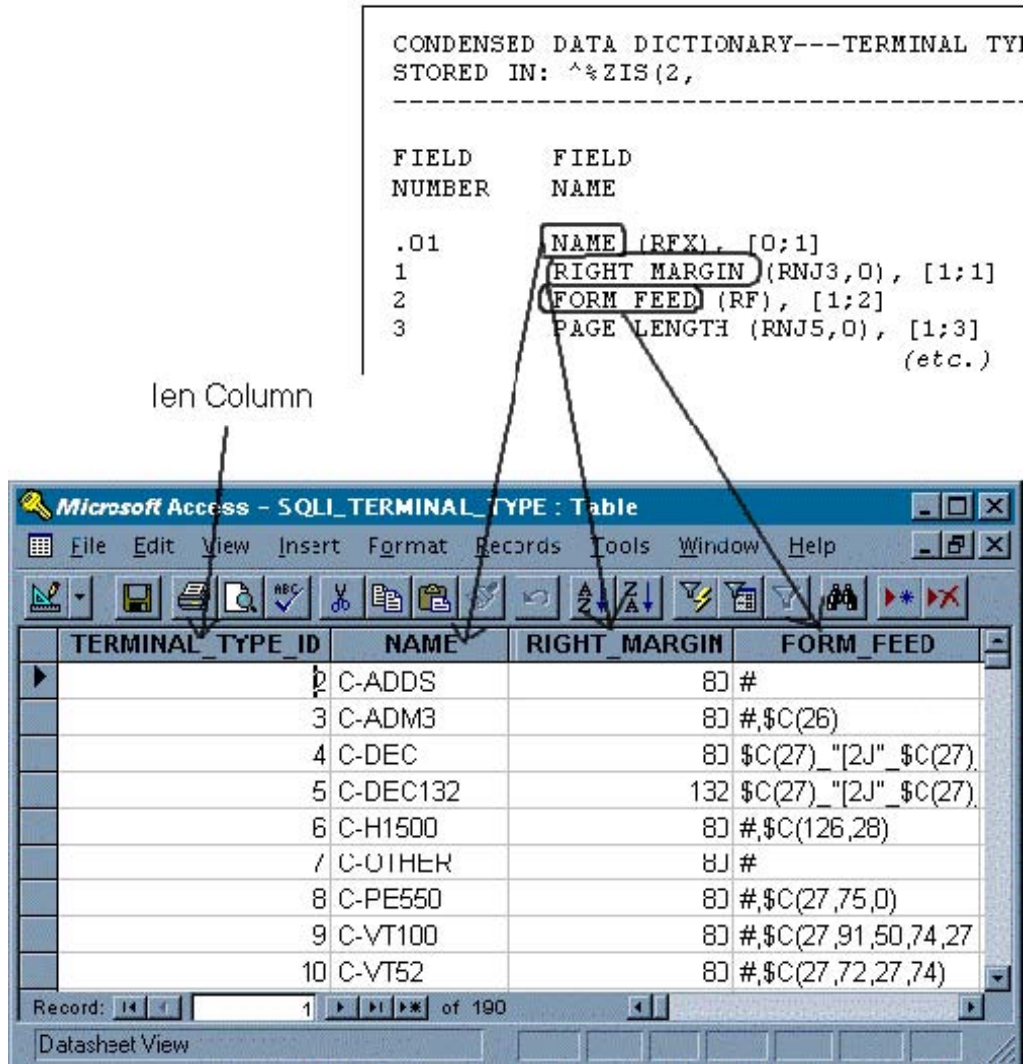 CONDENSED DATA DICTIONARY---TERMINAL TYP
STORED IN: ^%ZIS(2,
---------------------------------------
FIELD FIELD
NUMBER NAME
.01 NAME (RFX), [0;1]
1 RIGHT MARGIN (RNJ3,0), [1;1]
2 FORM FEED (RF), [1;2]
3 PAGE LENGTH (RNJ5,0), [1;3]
(etc.)
Ien Column
Microsoft Access - SQLI_TERMINAL_TYPE : Table
File Edit View Insert Format Records Tools Window Help
TERMINAL_TYPE_ID NAME RIGHT_MARGIN FORM_FEED
2 C-ADDS 80 #
3 C-ADM3 80 #,$C(26)
4 C-DEC 80 $C(27)_"[2J"_$C(27)
5 C-DEC132 132 $C(27)_"[2J"_$C(27)
6 C-H1500 80 #,$C(126,28)
7 C-OTHER 80 #
8 C-PE550 80 #,$C(27,75,0)
9 C-VT100 80 #,$C(27,91,50,74,27
10 C-VT52 80 #,$C(27,72,27,74)
Record: 1 of 190
Datasheet View